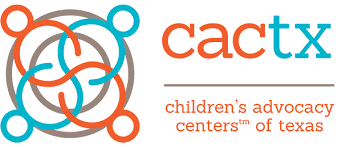 cactx
children's advocacy
centers™ of texas